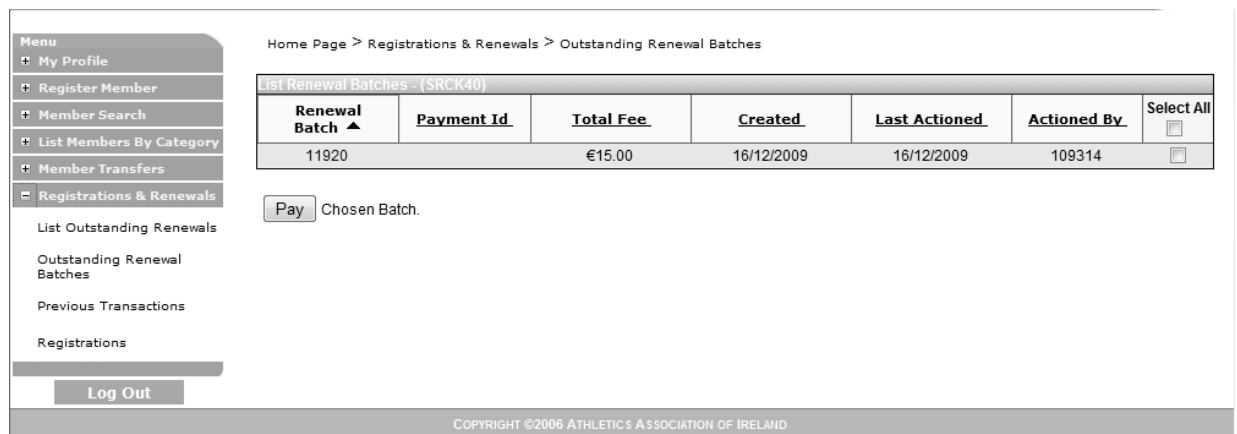 Menu
My Profile
Register Member
Member Search
List Members By Category
Member Transfers
Registrations & Renewals
List Outstanding Renewals
Outstanding Renewal
Batches
Previous Transactions
Registrations
Log Out
Home Page > Registrations & Renewals > Outstanding Renewal Batches
List Renewal Batches - (SRCK40)
Renewal Batch ▲ Payment Id Total Fee Created Last Actioned Actioned By Select All
11920 €15.00 16/12/2009 16/12/2009 109314
Pay Chosen Batch.
COPYRIGHT ©2006 ATHLETICS ASSOCIATION OF IRELAND